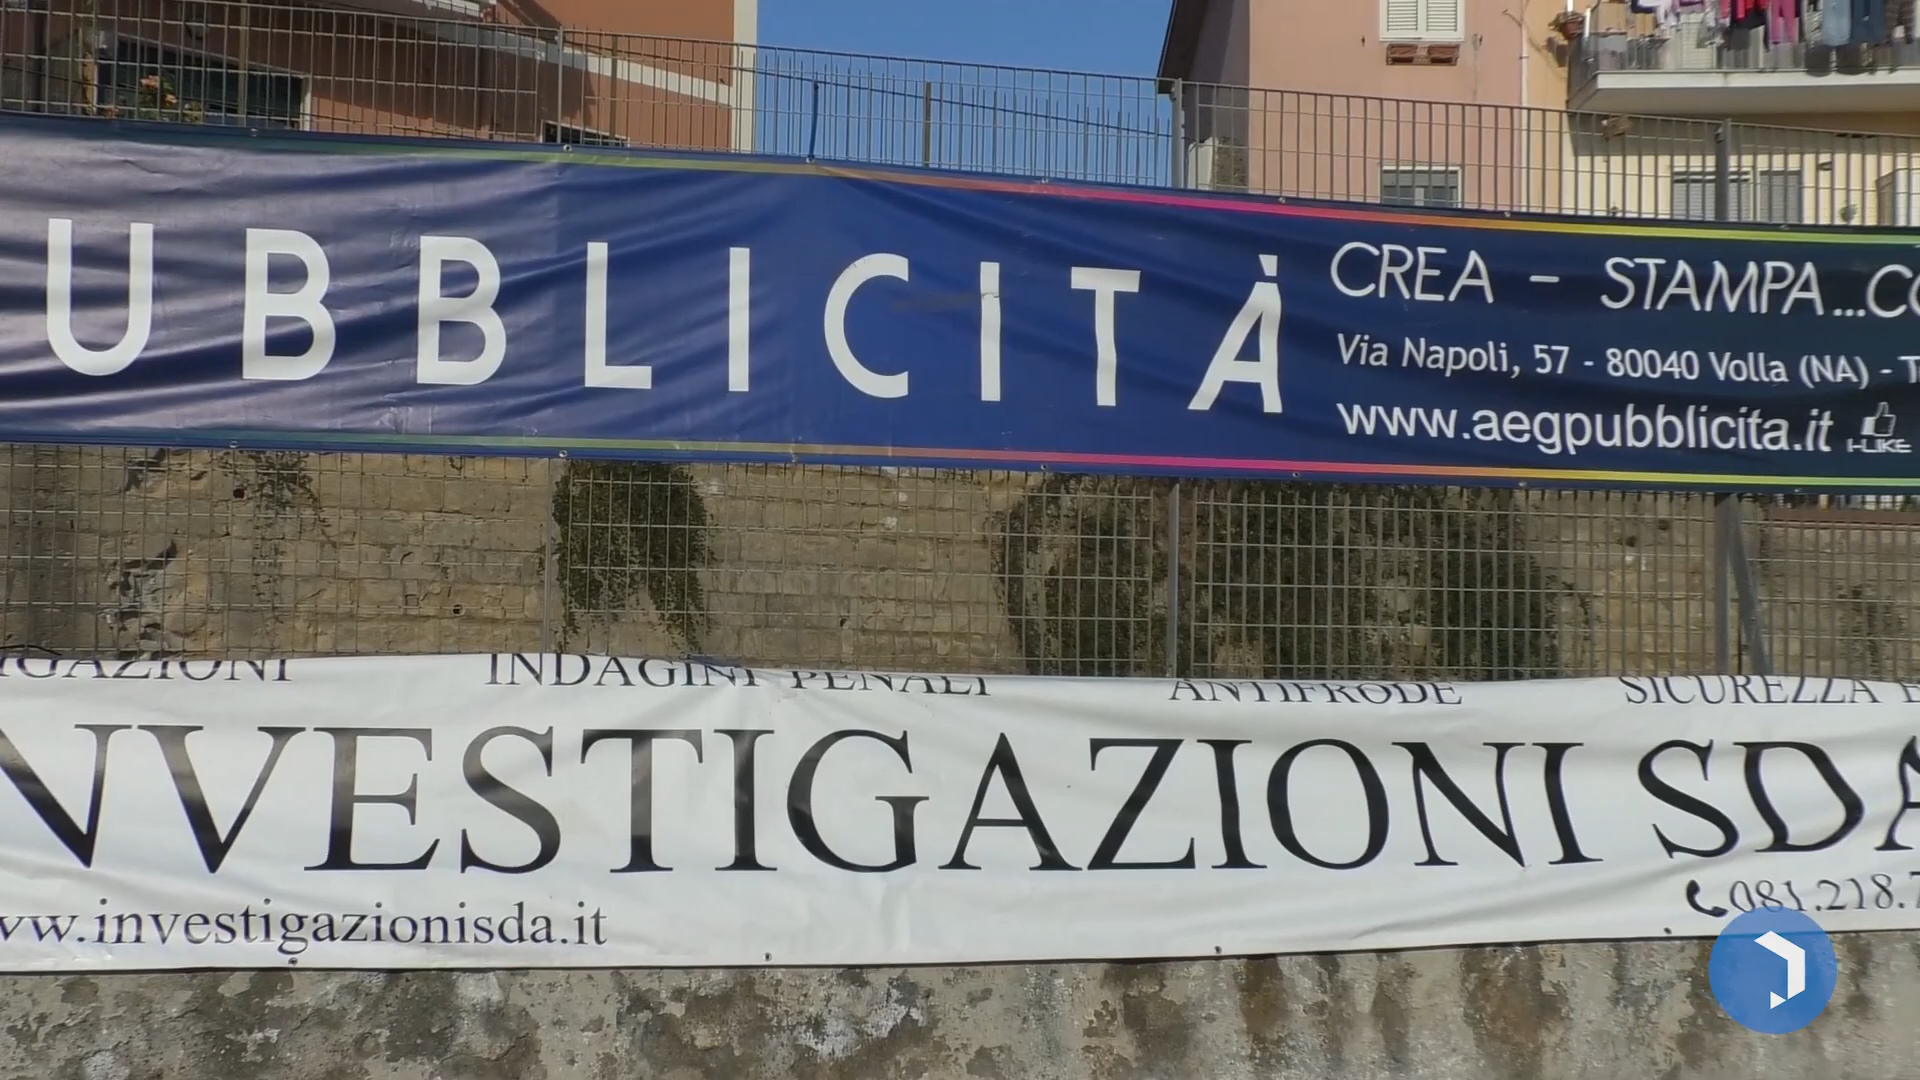 UBBLICITÀ
CREA - STAMPA...CO
Via Napoli, 57 - 80040 Volla (NA) - T
www.aegpubblicita.it
I-LIKE
IGAZIONI INDAGINI PENALI ANTIFRODE SICUREZZA E
NVESTIGAZIONI SDA
ww.investigazionisda.it
081.218.7